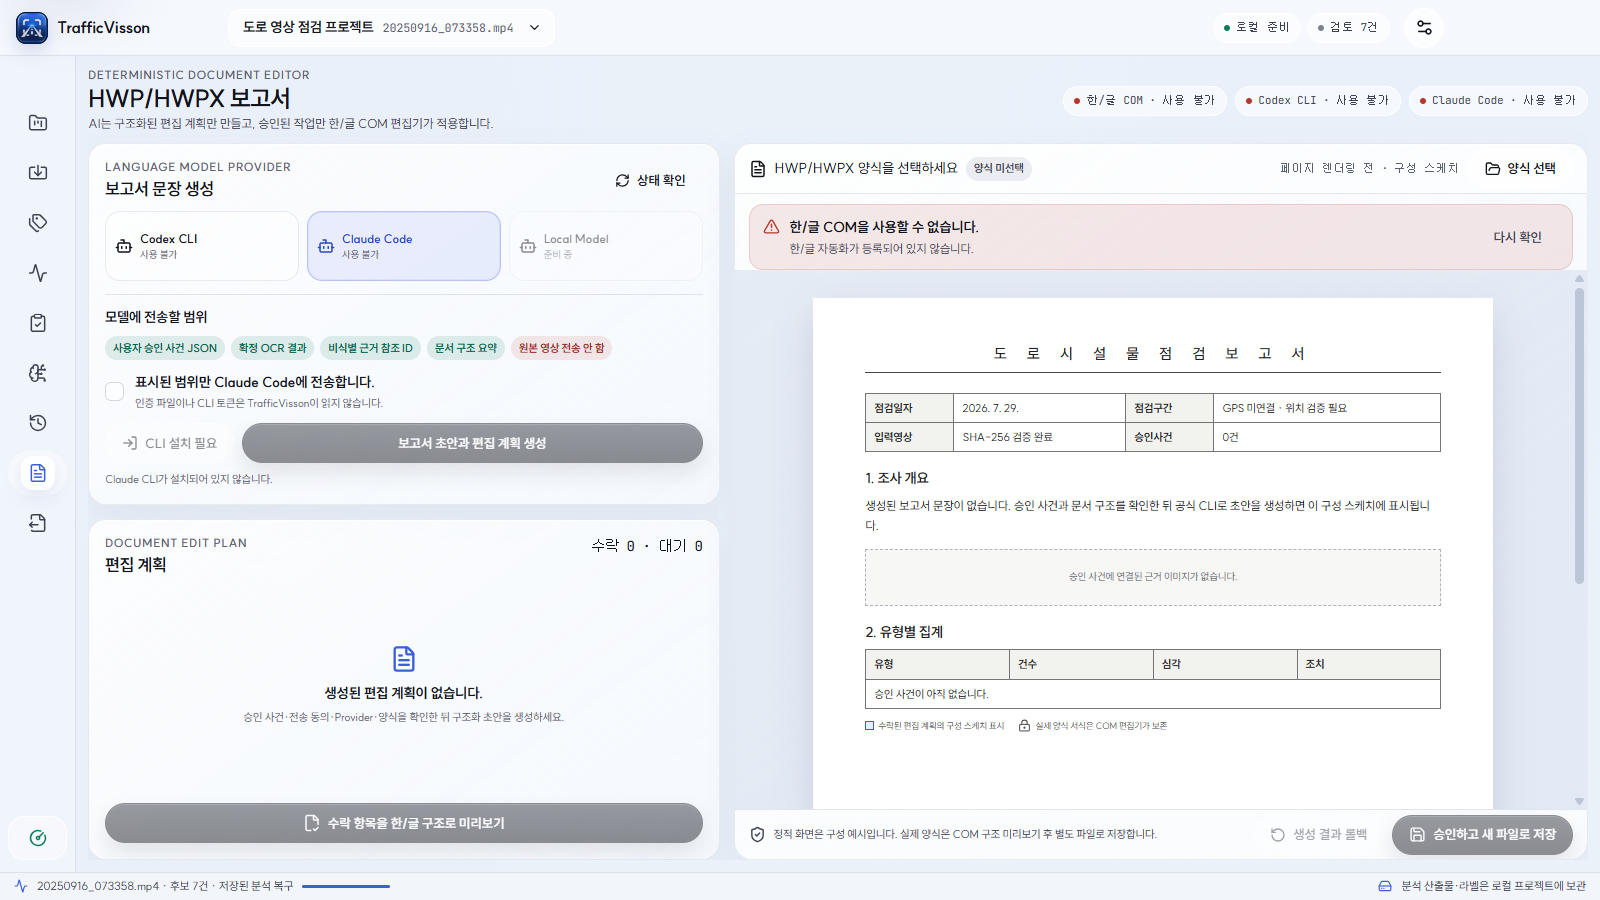 TrafficVisson
도로 영상 점검 프로젝트 20250916_073358.mp4
로컬 준비
검토 7건
DETERMINISTIC DOCUMENT EDITOR
HWP/HWPX 보고서
AI는 구조화된 편집 계획만 만들고, 승인된 작업만 한/글 COM 편집기가 적용합니다.
한/글 COM · 사용 불가
Codex CLI · 사용 불가
Claude Code · 사용 불가
LANGUAGE MODEL PROVIDER
보고서 문장 생성
상태 확인
Codex CLI
사용 불가
Claude Code
사용 불가
Local Model
준비 중
모델에 전송할 범위
사용자 승인 사건 JSON
확정 OCR 결과
비식별 근거 참조 ID
문서 구조 요약
원본 영상 전송 안 함
표시된 범위만 Claude Code에 전송합니다.
인증 파일이나 CLI 토큰은 TrafficVisson이 읽지 않습니다.
CLI 설치 필요
보고서 초안과 편집 계획 생성
Claude CLI가 설치되어 있지 않습니다.
DOCUMENT EDIT PLAN
편집 계획
수락 0 · 대기 0
생성된 편집 계획이 없습니다.
승인 사건·전송 동의·Provider·양식을 확인한 뒤 구조화 초안을 생성하세요.
수락 항목을 한/글 구조로 미리보기
HWP/HWPX 양식을 선택하세요
양식 미선택
페이지 렌더링 전 · 구성 스케치
양식 선택
한/글 COM을 사용할 수 없습니다.
한/글 자동화가 등록되어 있지 않습니다.
다시 확인
도 로 시 설 물 점 검 보 고 서
점검일자 2026. 7. 29. 점검구간 GPS 미연결 · 위치 검증 필요
입력영상 SHA-256 검증 완료 승인사건 0건
1. 조사 개요
생성된 보고서 문장이 없습니다. 승인 사건과 문서 구조를 확인한 뒤 공식 CLI로 초안을 생성하면 이 구성 스케치에 표시됩니
다.
승인 사건에 연결된 근거 이미지가 없습니다.
2. 유형별 집계
유형 건수 심각 조치
승인 사건이 아직 없습니다.
수락된 편집 계획의 구성 스케치 표시
실제 양식 서식은 COM 편집기가 보존
정적 화면은 구성 예시입니다. 실제 양식은 COM 구조 미리보기 후 별도 파일로 저장합니다.
생성 결과 롤백
승인하고 새 파일로 저장
20250916_073358.mp4 · 후보 7건 · 저장된 분석 복구
분석 산출물·라벨은 로컬 프로젝트에 보관